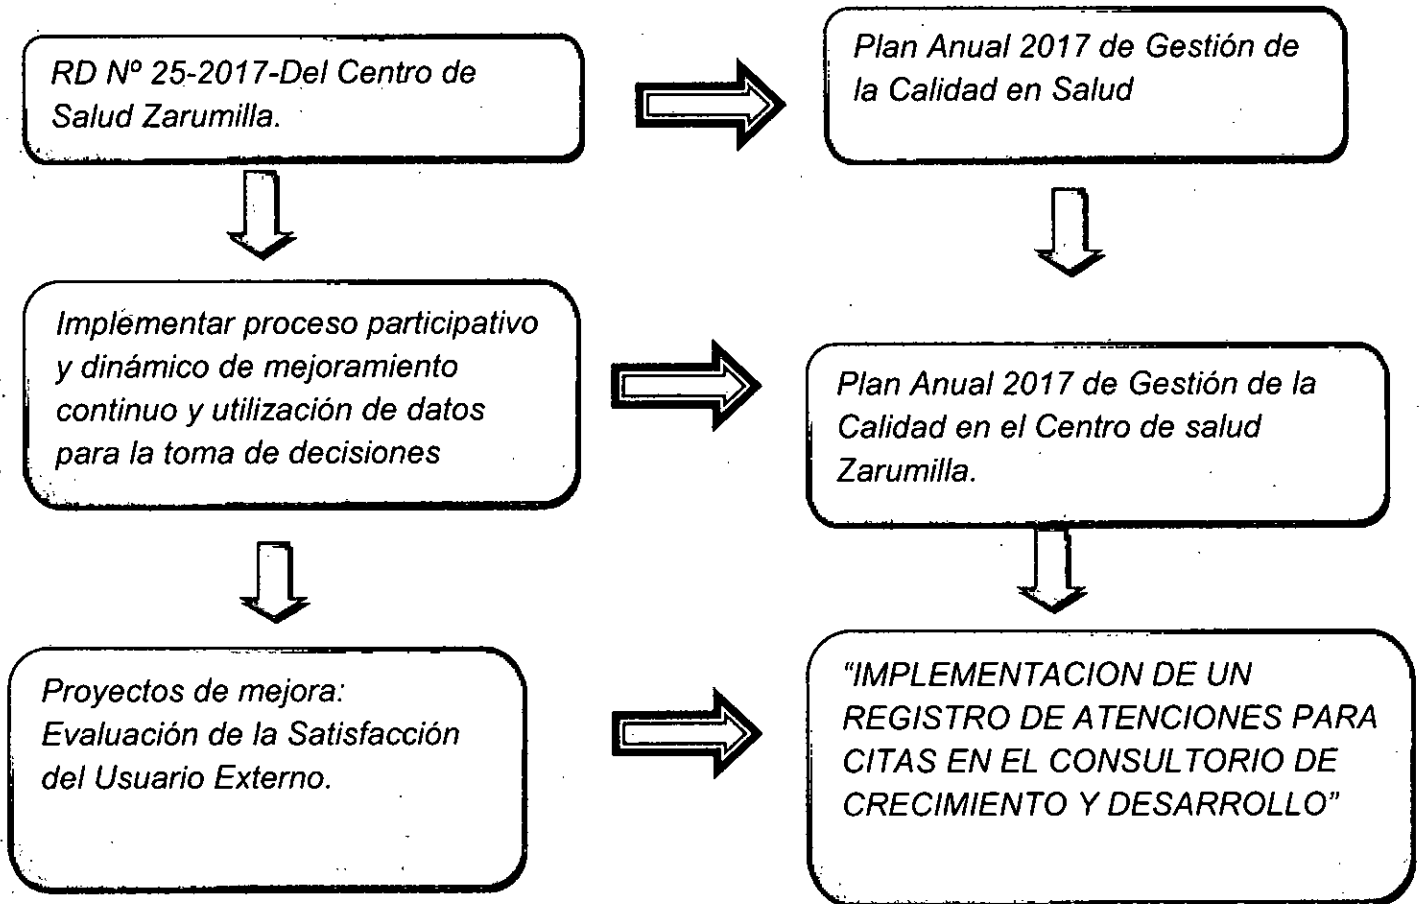 RD Nº 25-2017-Del Centro de
Salud Zarumilla.
Plan Anual 2017 de Gestión de
la Calidad en Salud
Implementar proceso participativo
y dinámico de mejoramiento
continuo y utilización de datos
para la toma de decisiones
Plan Anual 2017 de Gestión de la
Calidad en el Centro de salud
Zarumilla.
Proyectos de mejora:
Evaluación de la Satisfacción
del Usuario Externo.
“IMPLEMENTACION DE UN
REGISTRO DE ATENCIONES PARA
CITAS EN EL CONSULTORIO DE
CRECIMIENTO Y DESARROLLO”